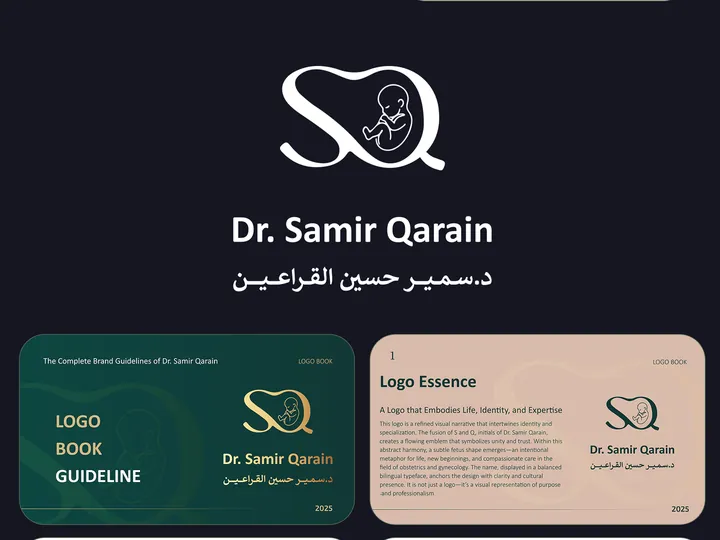 SQ
Dr. Samir Qarain
د.سمير حسين القراعين
The Complete Brand Guidelines of Dr. Samir Qarain
LOGO BOOK
LOGO
BOOK
GUIDELINE
SQ
Dr. Samir Qarain
د.سمير حسين القراعين
2025
1
LOGO BOOK
Logo Essence
A Logo that Embodies Life, Identity, and Expertise
This logo is a refined visual narrative that intertwines identity and
specialization. The fusion of S and Q, initials of Dr. Samir Qarain,
creates a flowing emblem that symbolizes unity and trust. Within this
abstract harmony, a subtle fetus shape emerges—an intentional
metaphor for life, new beginnings, and compassionate care in the
field of obstetrics and gynecology. The name, displayed in a balanced
bilingual typeface, anchors the design with clarity and cultural
presence. It is not just a logo—it's a visual representation of purpose
.and professionalism
SQ
Dr. Samir Qarain
د.سمير حسين القراعين
2025